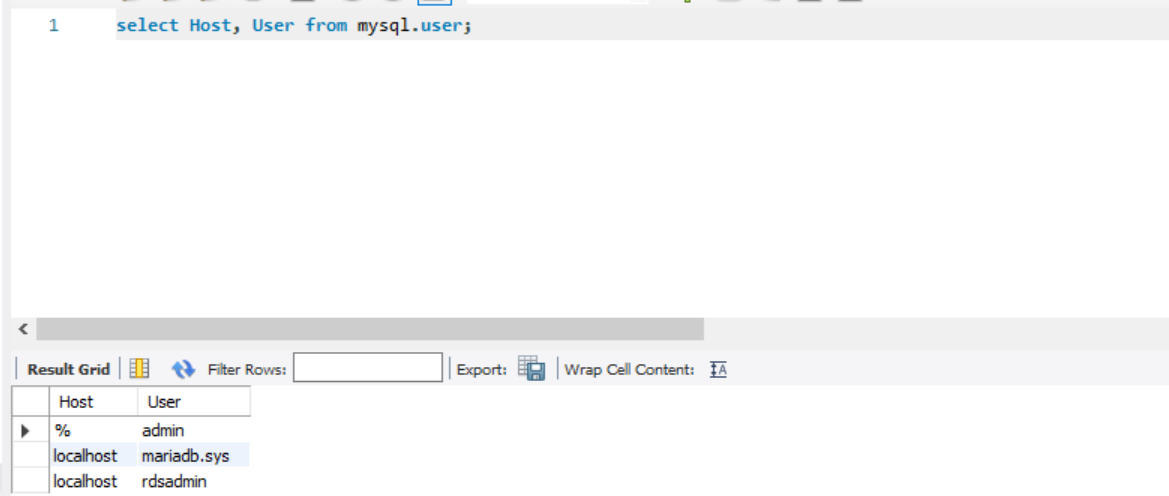 1 select Host, User from mysql.user;
Result Grid Filter Rows: Export: Wrap Cell Content: IA
Host User
% admin
localhost mariadb.sys
localhost rdsadmin